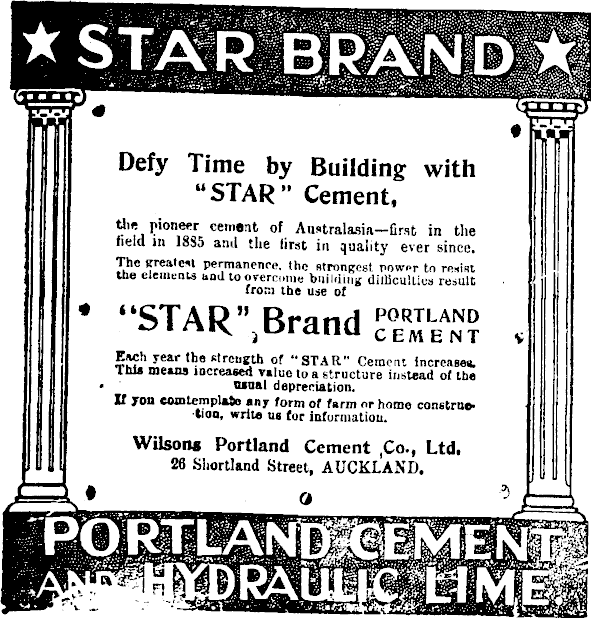 STAR BRAND
Defy Time by Building with
"STAR" Cement,
the pioneer cement of Australasia—first in the
field in 1885 and the first in quality ever since.
The greatest permanence, the strongest power to resist
the elements and to overcome building difficulties result
from the use of
"STAR" Brand PORTLAND
CEMENT
Each year the strength of "STAR" Cement increases.
This means increased value to a structure instead of the
usual depreciation.
If you comtemplate any form of farm or home construc-
tion, write us for information.
Wilsons Portland Cement Co., Ltd.
26 Shortland Street, AUCKLAND.
PORTLAND CEMENT
AND HYDRAULIC LIME